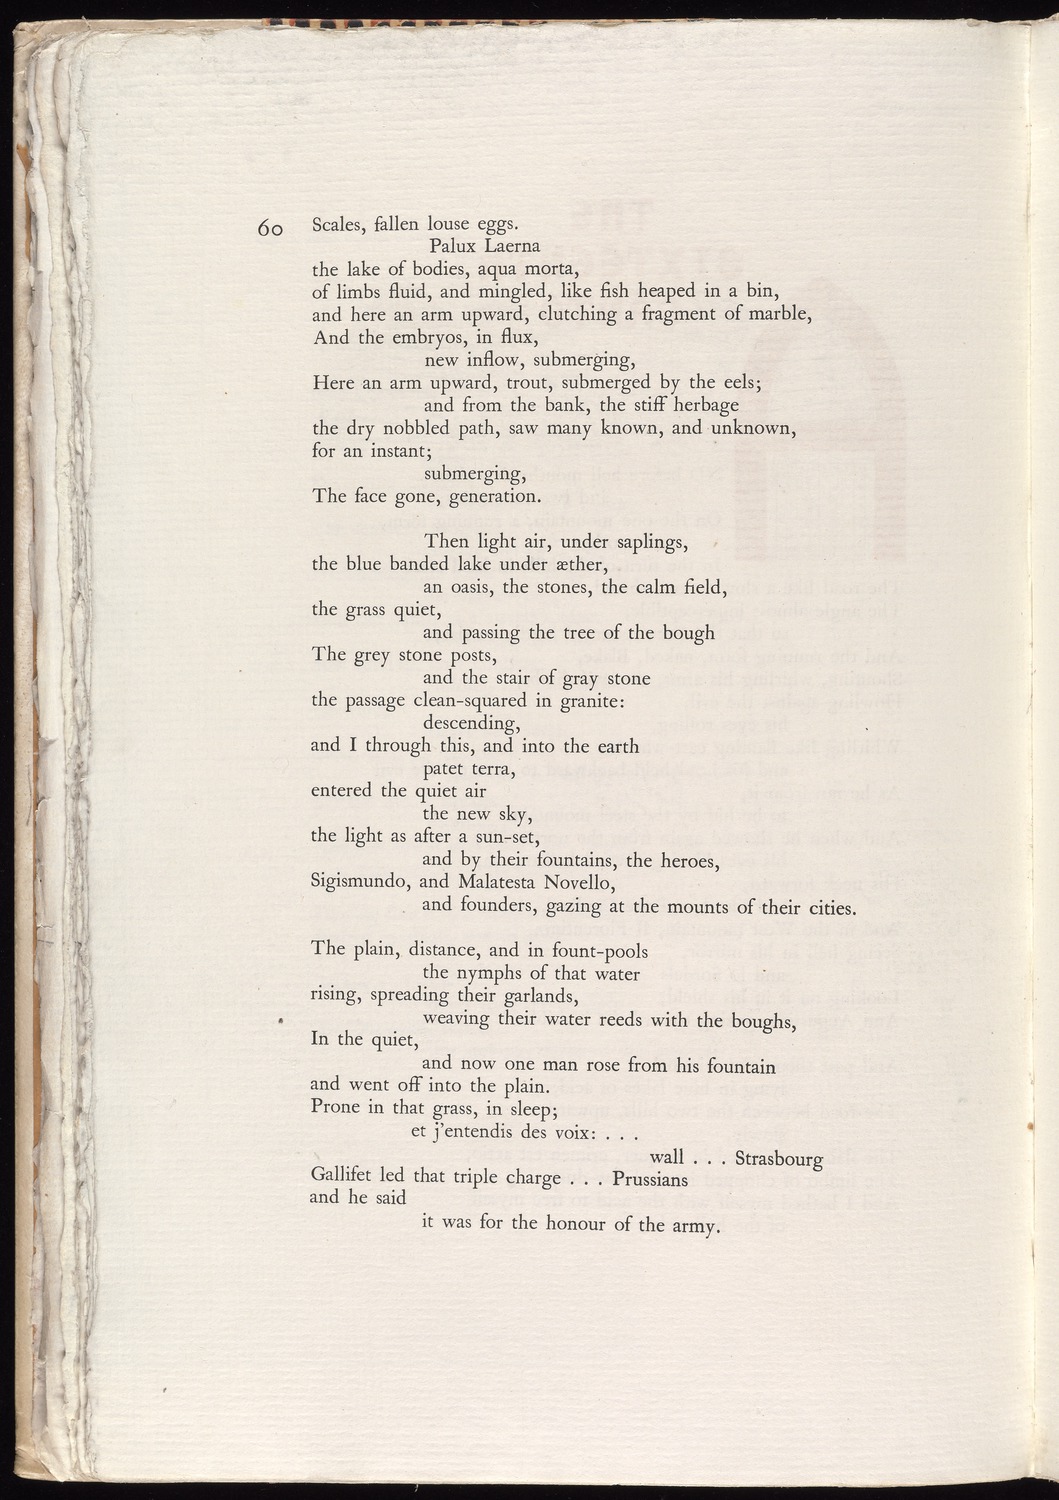 60 Scales, fallen louse eggs.
Palux Laerna
the lake of bodies, aqua morta,
of limbs fluid, and mingled, like fish heaped in a bin,
and here an arm upward, clutching a fragment of marble,
And the embryos, in flux,
new inflow, submerging,
Here an arm upward, trout, submerged by the eels;
and from the bank, the stiff herbage
the dry nobbled path, saw many known, and unknown,
for an instant;
submerging,
The face gone, generation.
Then light air, under saplings,
the blue banded lake under æther,
an oasis, the stones, the calm field,
the grass quiet,
and passing the tree of the bough
The grey stone posts,
and the stair of gray stone
the passage clean-squared in granite:
descending,
and I through this, and into the earth
patet terra,
entered the quiet air
the new sky,
the light as after a sun-set,
and by their fountains, the heroes,
Sigismundo, and Malatesta Novello,
and founders, gazing at the mounts of their cities.
The plain, distance, and in fount-pools
the nymphs of that water
rising, spreading their garlands,
weaving their water reeds with the boughs,
In the quiet,
and now one man rose from his fountain
and went off into the plain.
Prone in that grass, in sleep;
et j'entendis des voix: . . .
wall . . . Strasbourg
Gallifet led that triple charge . . . Prussians
and he said
it was for the honour of the army.